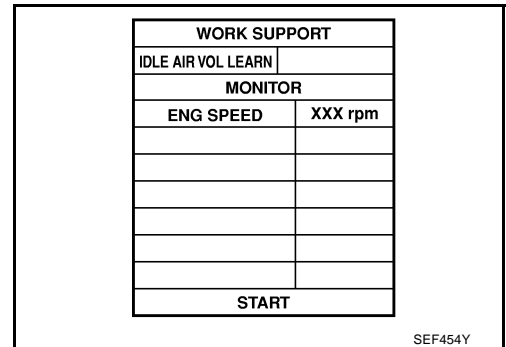 WORK SUPPORT
IDLE AIR VOL LEARN
MONITOR
ENG SPEED XXX rpm
START
SEF454Y